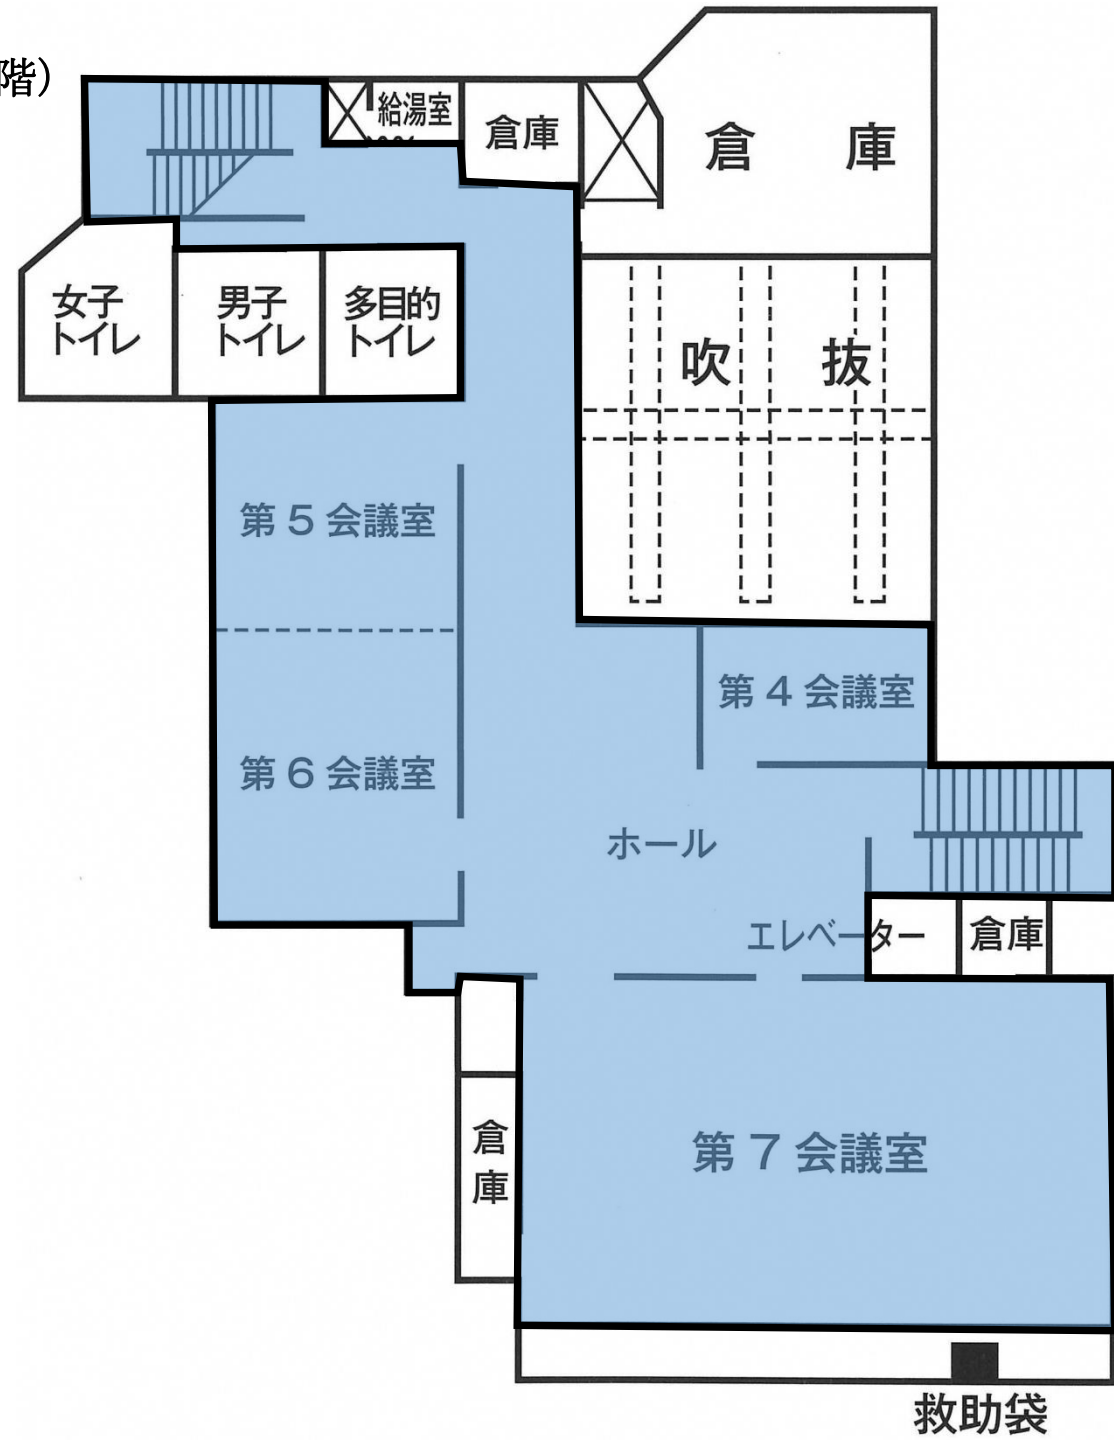 階)
給湯室
倉庫
倉 庫
女子
トイレ
男子
トイレ
多目的
トイレ
吹 抜
第5会議室
第4会議室
第6会議室
ホール
エレベーター
倉庫
倉
庫
第7会議室
救助袋